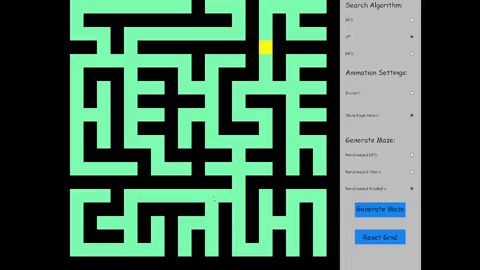 Search Algorithm:
BFS
A*
DFS
Animation Settings:
Instant
Show Exploration
Generate Maze:
Randomized DFS
Randomized Prim's
Randomized Kruskal's
Generate Maze
Reset Grid